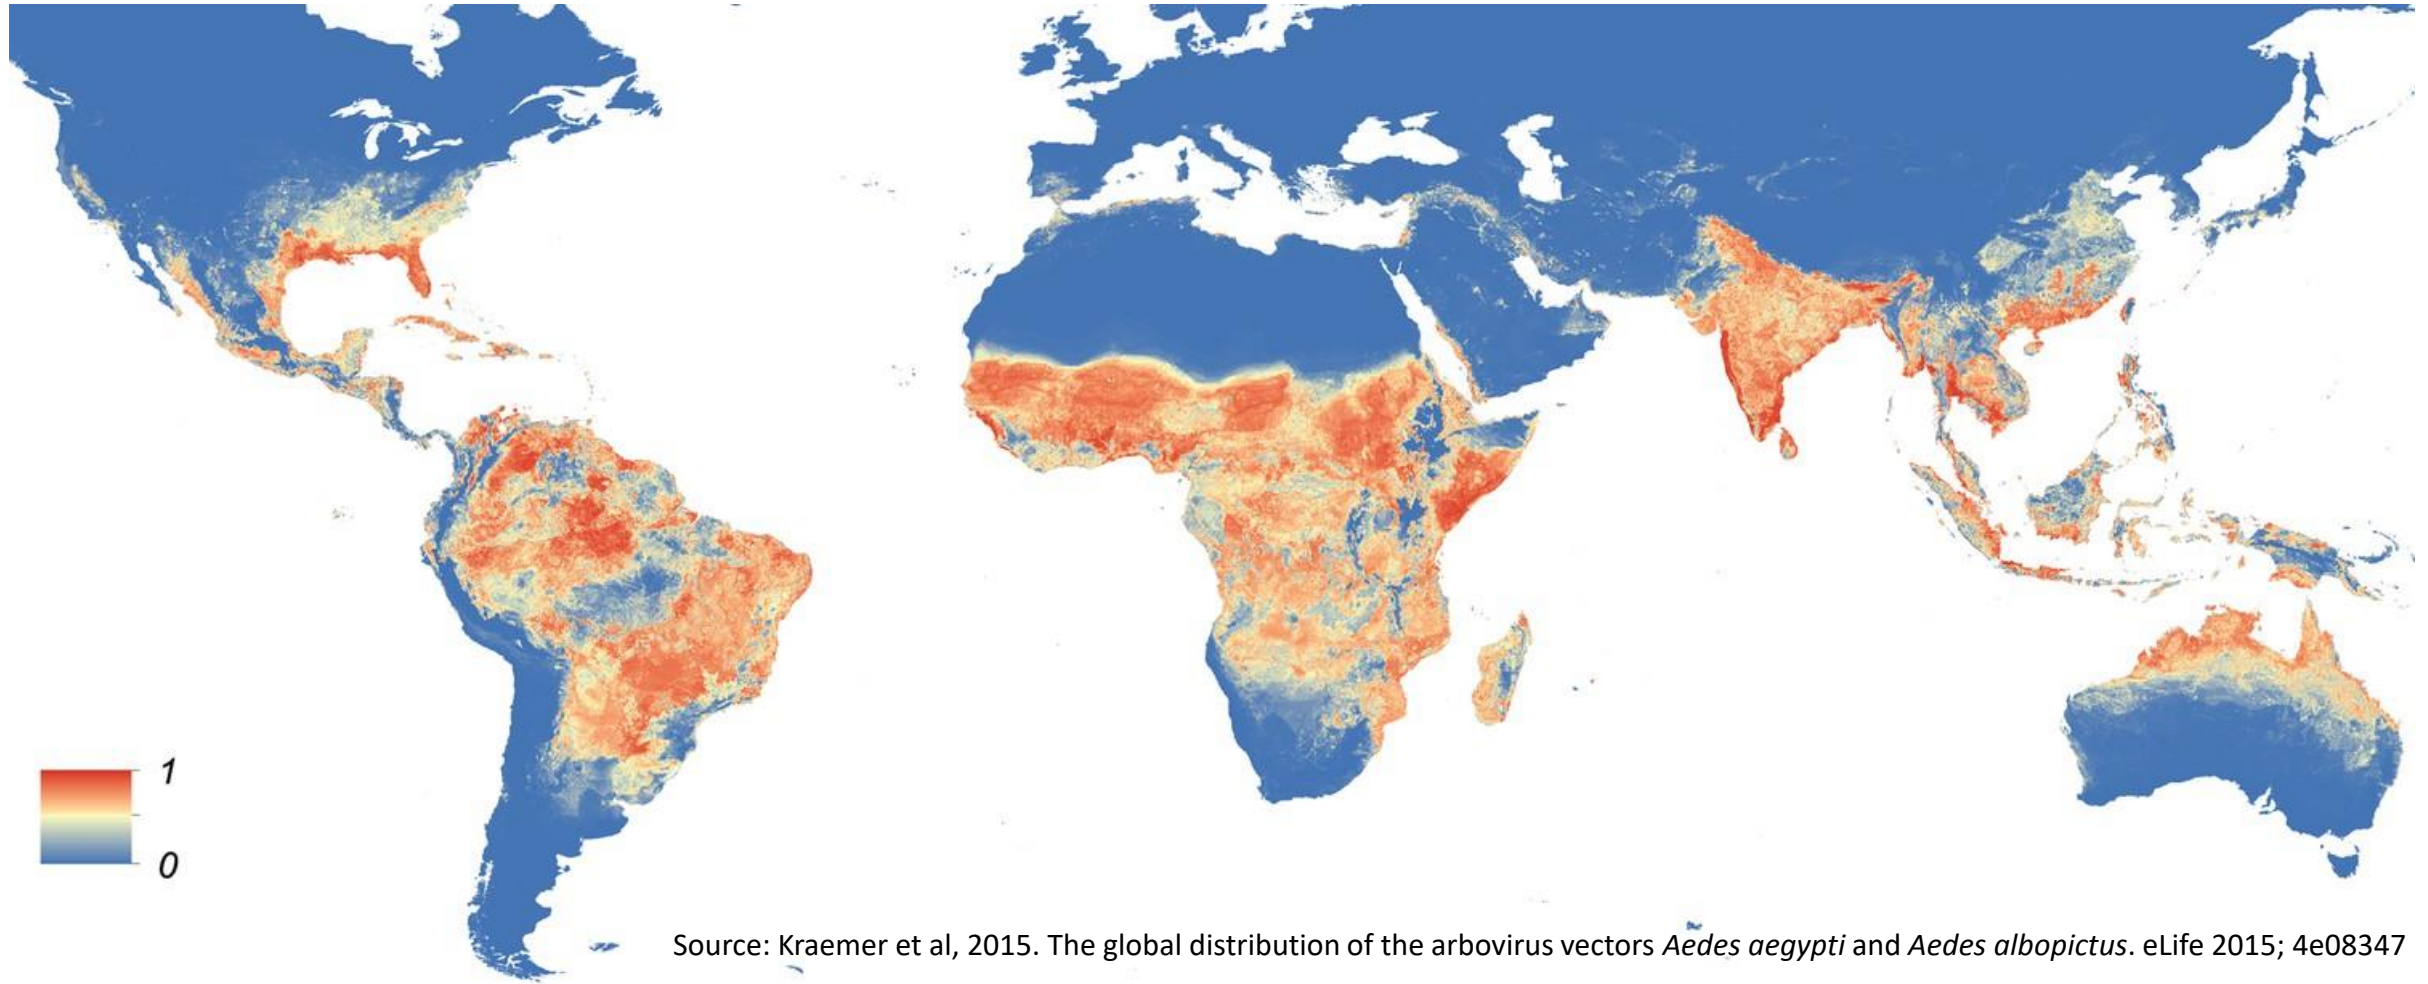 1
0
Source: Kraemer et al, 2015. The global distribution of the arbovirus vectors Aedes aegypti and Aedes albopictus. eLife 2015; 4e08347